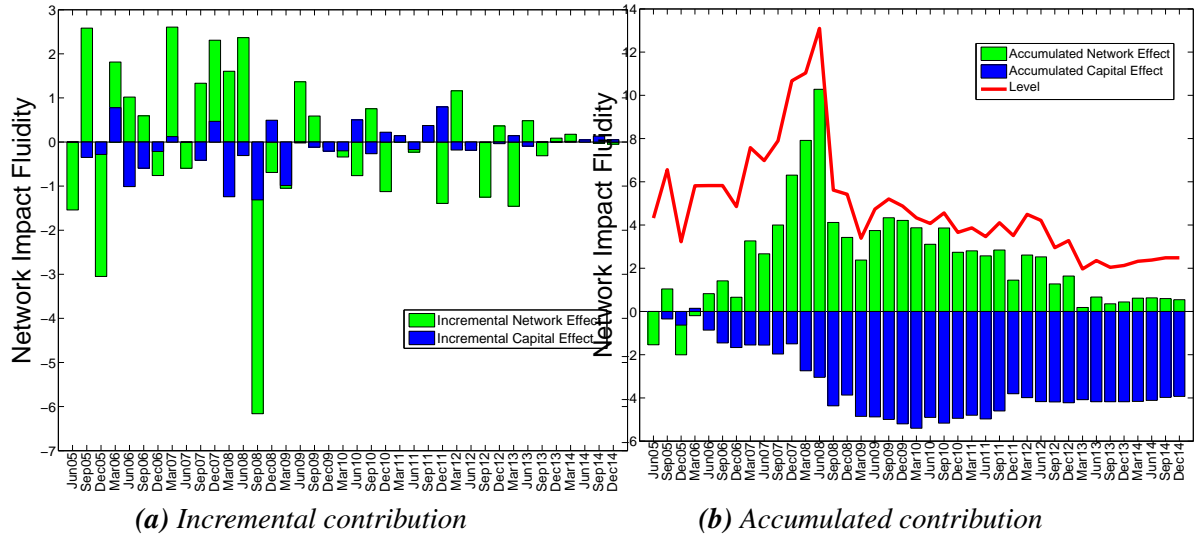 3
2
1
0
−1
−2
−3
−4
−5
−6
−7
Network Impact Fluidity
Incremental Network Effect
Incremental Capital Effect
Jun05
Sep05
Dec05
Mar06
Jun06
Sep06
Dec06
Mar07
Jun07
Sep07
Dec07
Mar08
Jun08
Sep08
Dec08
Mar09
Jun09
Sep09
Dec09
Mar10
Jun10
Sep10
Dec10
Mar11
Jun11
Sep11
Dec11
Mar12
Jun12
Sep12
Dec12
Mar13
Jun13
Sep13
Dec13
Mar14
Jun14
Sep14
Dec14
(a) Incremental contribution
14
12
10
8
6
4
2
0
−2
−4
−6
Network Impact Fluidity
Accumulated Network Effect
Accumulated Capital Effect
Level
Jun05
Sep05
Dec05
Mar06
Jun06
Sep06
Dec06
Mar07
Jun07
Sep07
Dec07
Mar08
Jun08
Sep08
Dec08
Mar09
Jun09
Sep09
Dec09
Mar10
Jun10
Sep10
Dec10
Mar11
Jun11
Sep11
Dec11
Mar12
Jun12
Sep12
Dec12
Mar13
Jun13
Sep13
Dec13
Mar14
Jun14
Sep14
Dec14
(b) Accumulated contribution